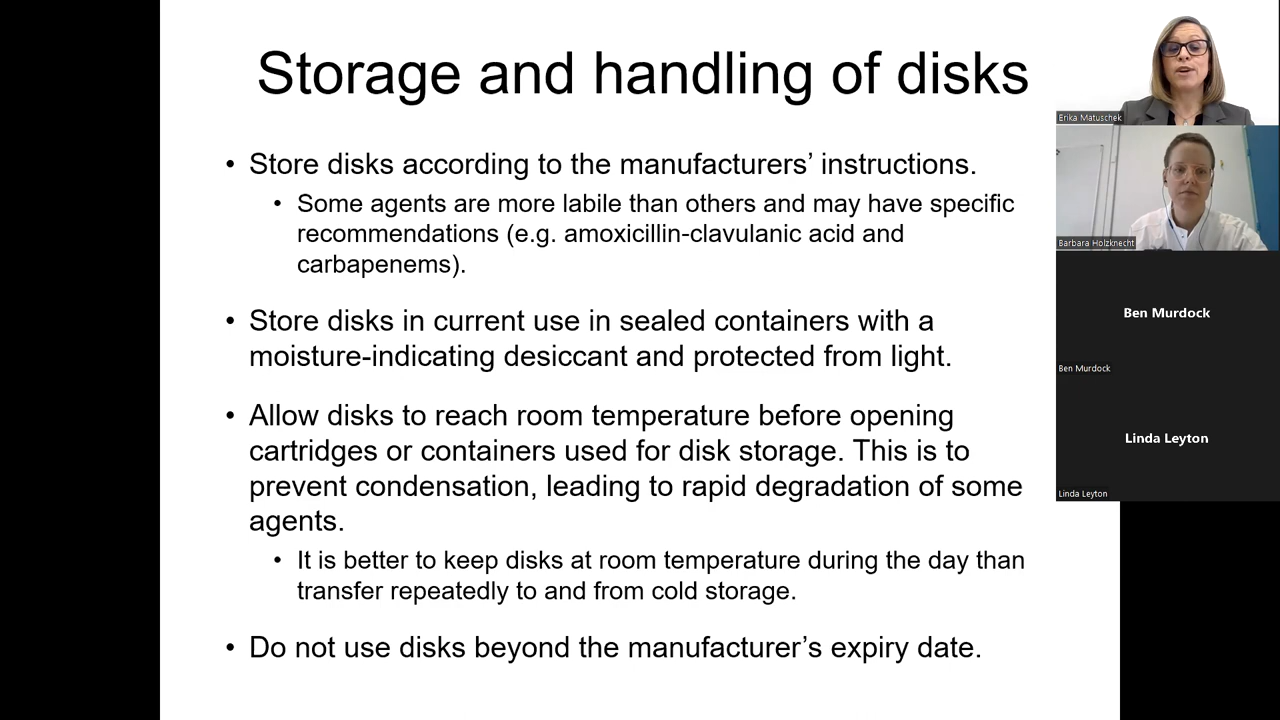 Storage and handling of disks
• Store disks according to the manufacturers’ instructions.
• Some agents are more labile than others and may have specific
recommendations (e.g. amoxicillin-clavulanic acid and
carbapenems).
• Store disks in current use in sealed containers with a
moisture-indicating desiccant and protected from light.
• Allow disks to reach room temperature before opening
cartridges or containers used for disk storage. This is to
prevent condensation, leading to rapid degradation of some
agents.
• It is better to keep disks at room temperature during the day than
transfer repeatedly to and from cold storage.
• Do not use disks beyond the manufacturer’s expiry date.
Erika Matuschek
Barbara Holzknecht
Ben Murdock
Ben Murdock
Linda Leyton
Linda Leyton